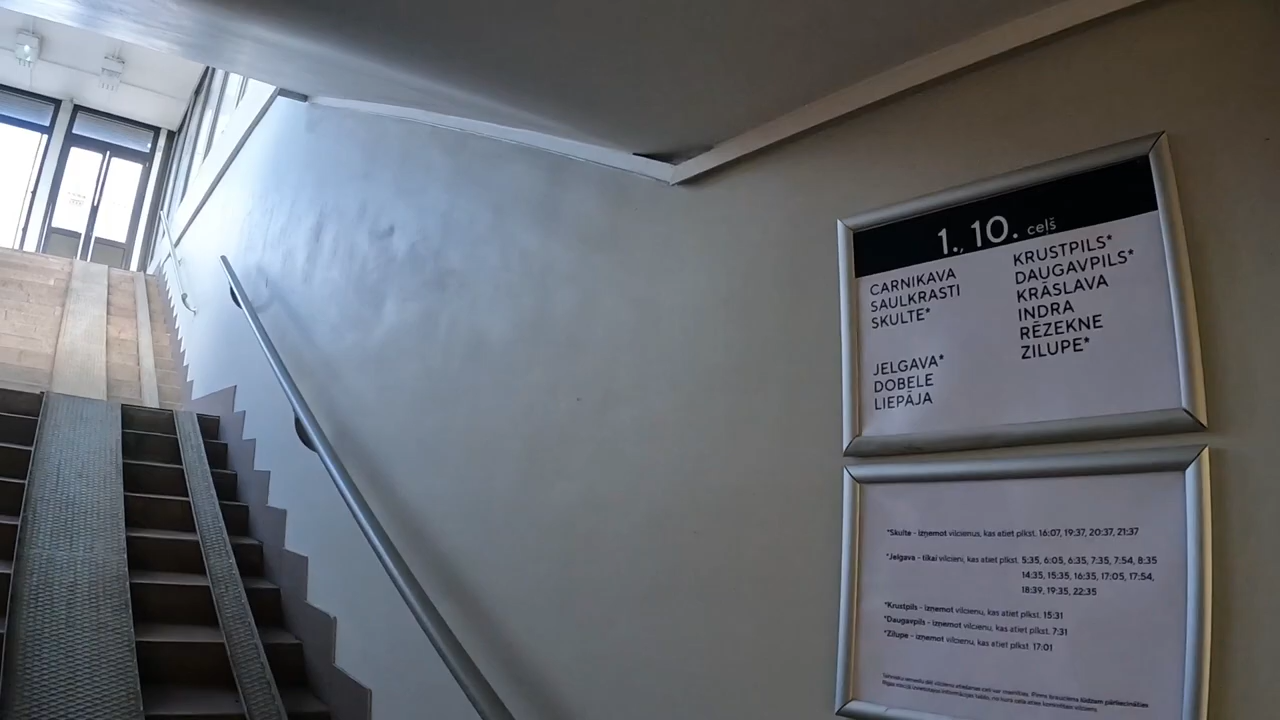 1., 10. ceļš
CARNIKAVA
SAULKRASTI
SKULTE*
JELGAVA*
DOBELE
LIEPĀJA
KRUSTPILS*
DAUGAVPILS*
KRĀSLAVA
INDRA
RĒZEKNE
ZILUPE*
*Skulte - izņemot vilcienus, kas atiet plkst. 16:07, 19:37, 20:37, 21:37
*Jelgava - tikai vilcieni, kas atiet plkst. 5:35, 6:05, 6:35, 7:35, 7:54, 8:35
14:35, 15:35, 16:35, 17:05, 17:54,
18:39, 19:35, 22:35
*Krustpils - izņemot vilcienu, kas atiet plkst. 15:31
*Daugavpils - izņemot vilcienu, kas atiet plkst. 7:31
*Zilupe - izņemot vilcienu, kas atiet plkst. 17:01